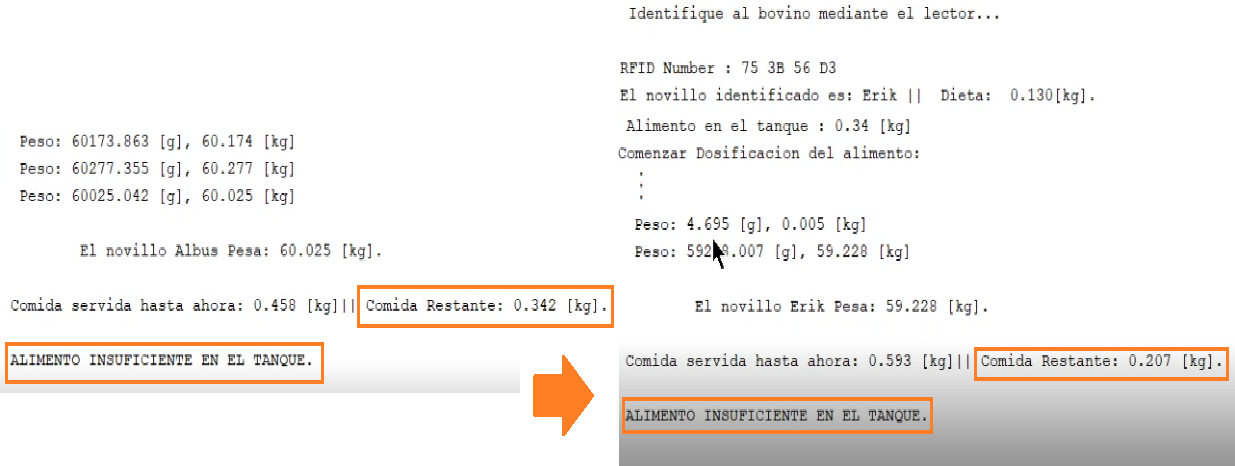 Peso: 60173.863 [g], 60.174 [kg]
Peso: 60277.355 [g], 60.277 [kg]
Peso: 60025.042 [g], 60.025 [kg]
El novillo Albus Pesa: 60.025 [kg].
Comida servida hasta ahora: 0.458 [kg]|| Comida Restante: 0.342 [kg].
ALIMENTO INSUFICIENTE EN EL TANQUE.
Identifique al bovino mediante el lector...
RFID Number : 75 3B 56 D3
El novillo identificado es: Erik || Dieta: 0.130[kg].
Alimento en el tanque : 0.34 [kg]
Comenzar Dosificacion del alimento:
:
:
Peso: 4.695 [g], 0.005 [kg]
Peso: [g], 59.228 [kg]
El novillo Erik Pesa: 59.228 [kg].
Comida servida hasta ahora: 0.593 [kg]|| Comida Restante: 0.207 [kg].
ALIMENTO INSUFICIENTE EN EL TANQUE.